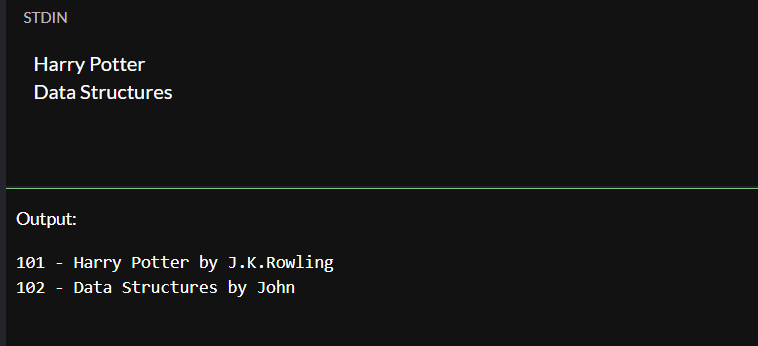 STDIN
Harry Potter
Data Structures
Output:
101 - Harry Potter by J.K.Rowling
102 - Data Structures by John